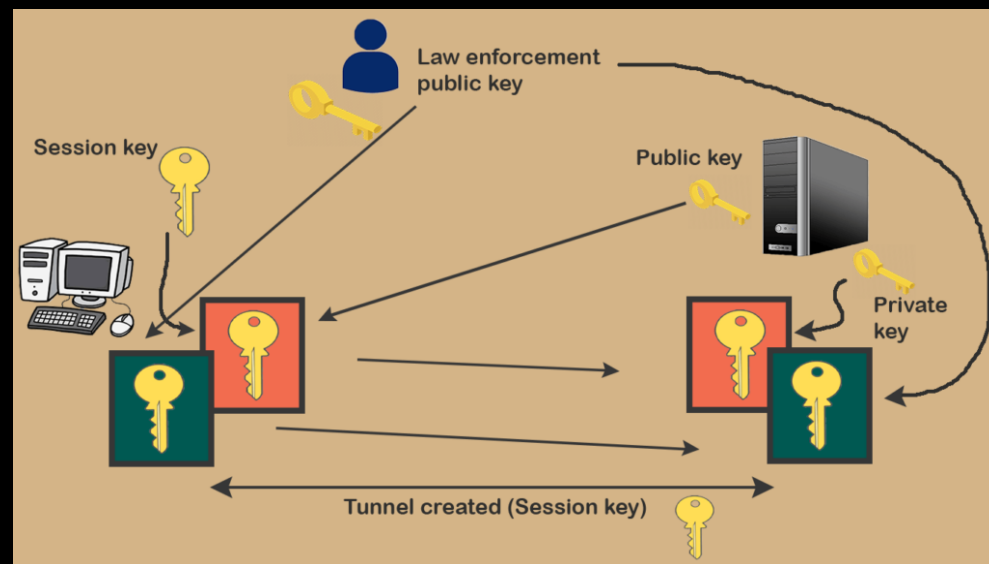 Law enforcement
public key
Session key
Public key
Private
key
Tunnel created (Session key)